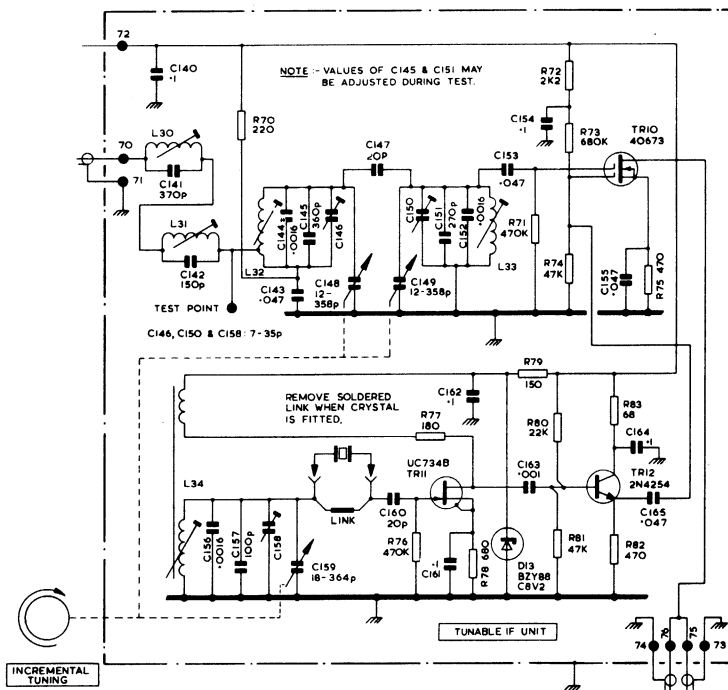 72
C140
·1
NOTE :- VALUES OF C145 & C151 MAY
BE ADJUSTED DURING TEST.
R72
2K2
C154
·1
R73
680K
TR10
40673
R70
220
L30
70
C141
370p
71
C147
20P
C153
·047
L31
C142
150p
L32
C144
·0016
C145
360p
C146
C150
C151
270p
C152
·0016
L33
R71
470K
R74
47K
C155
·047
R75 470
C143
·047
C148
12-
358p
C149
12-358p
TEST POINT
C146, C150 & C158: 7-35p
R79
150
REMOVE SOLDERED
LINK WHEN CRYSTAL
IS FITTED.
C162
·1
R77
180
R80
22K
R83
68
C164
·1
UC734B
TR11
C163
·001
TR12
2N4254
L34
LINK
C160
20p
C165
·047
C156
·0016
C157
100p
C158
C159
18-364p
R76
470K
·1
C161
R78 680
D13
BZY88
C8V2
R81
47K
R82
470
TUNABLE IF UNIT
74
76
75
73
INCREMENTAL
TUNING